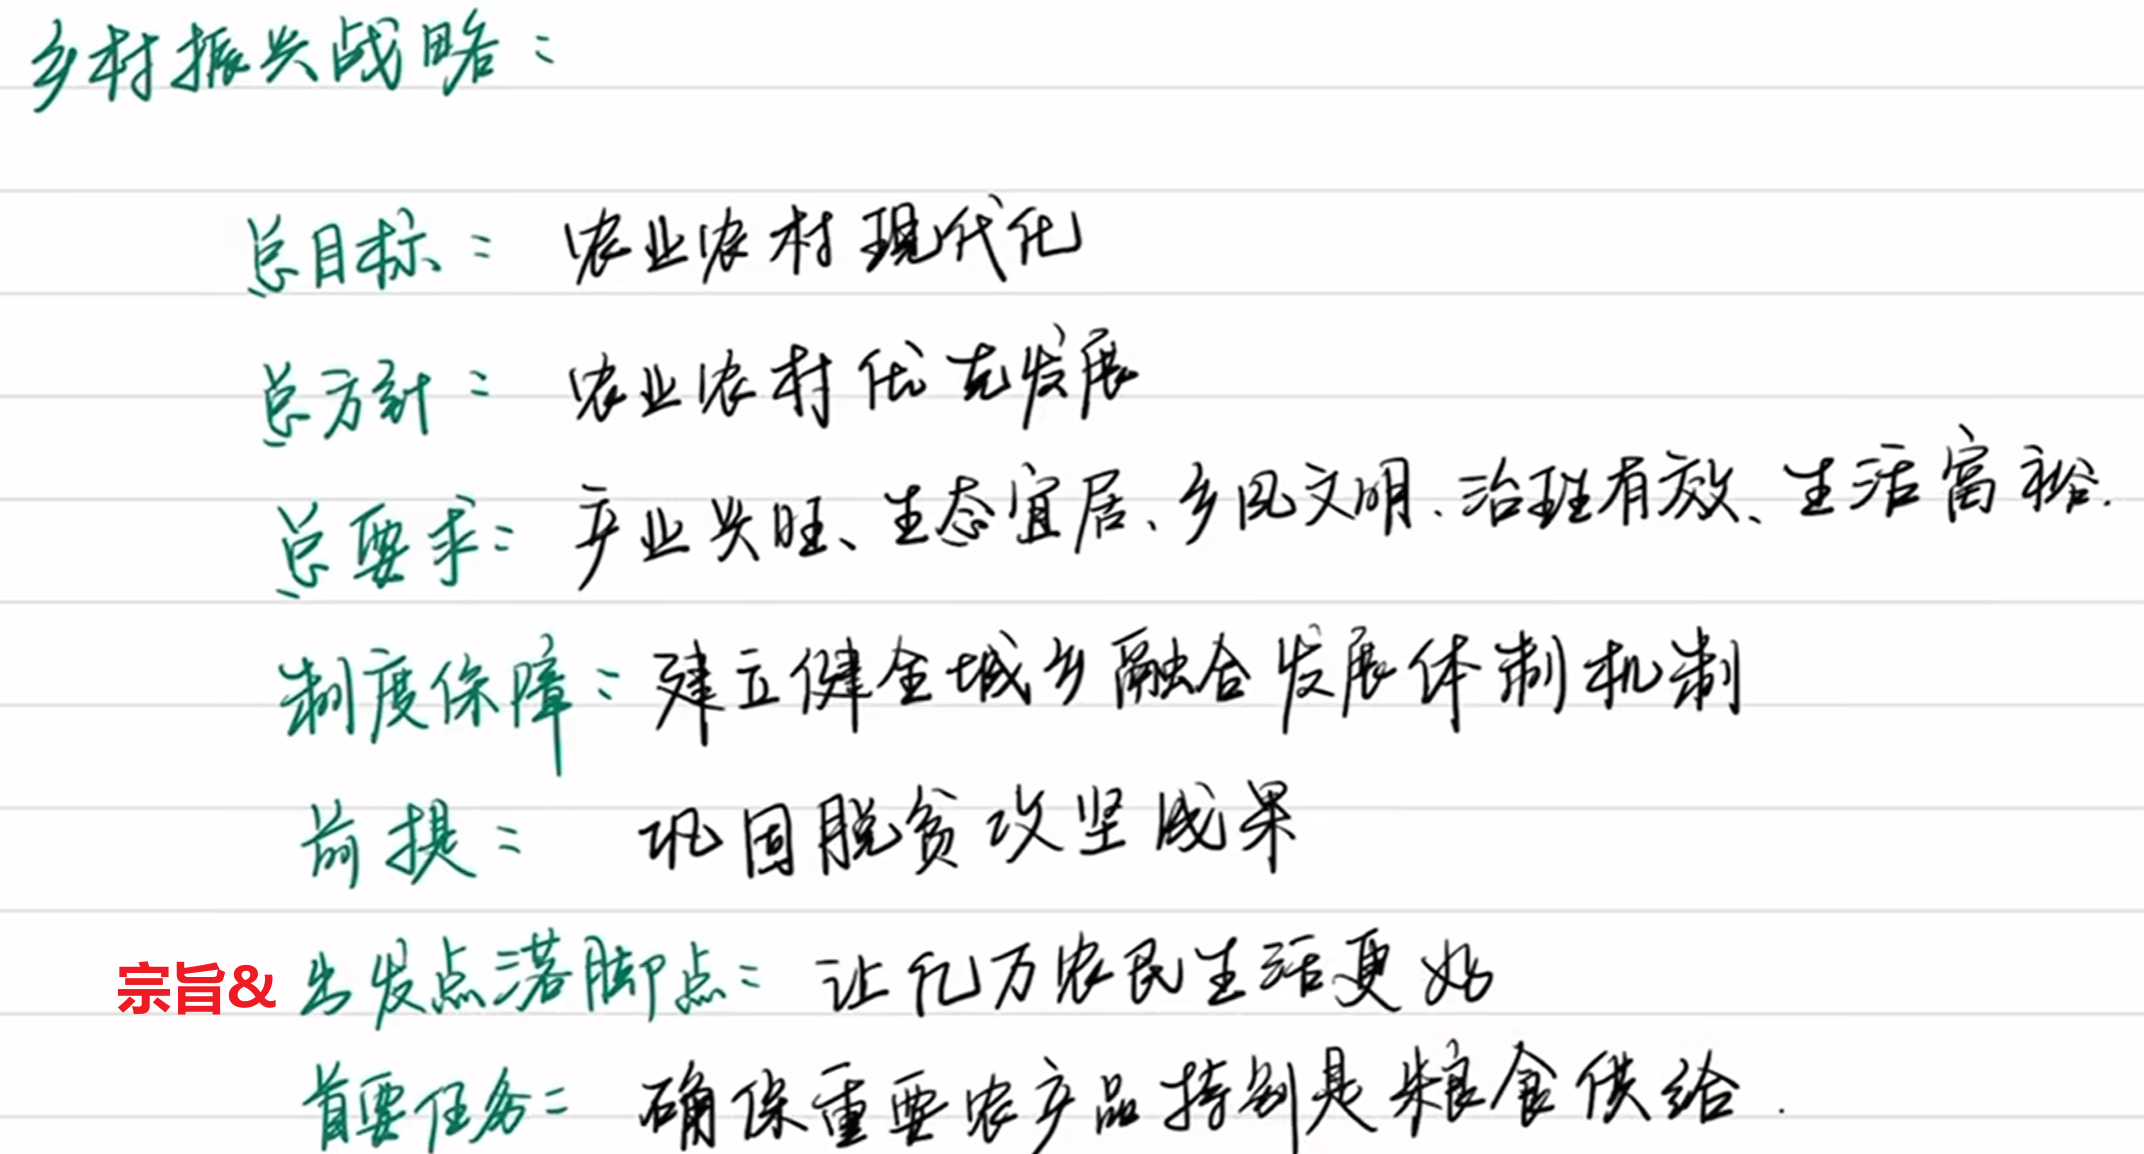 乡村振兴战略：
总目标：农业农村现代化
总方针：农业农村优先发展
总要求：产业兴旺、生态宜居、乡风文明、治理有效、生活富裕.
制度保障：建立健全城乡融合发展体制机制
前提：巩固脱贫攻坚成果
宗旨&出发点落脚点：让亿万农民生活更好
首要任务：确保重要农产品特别是粮食供给.